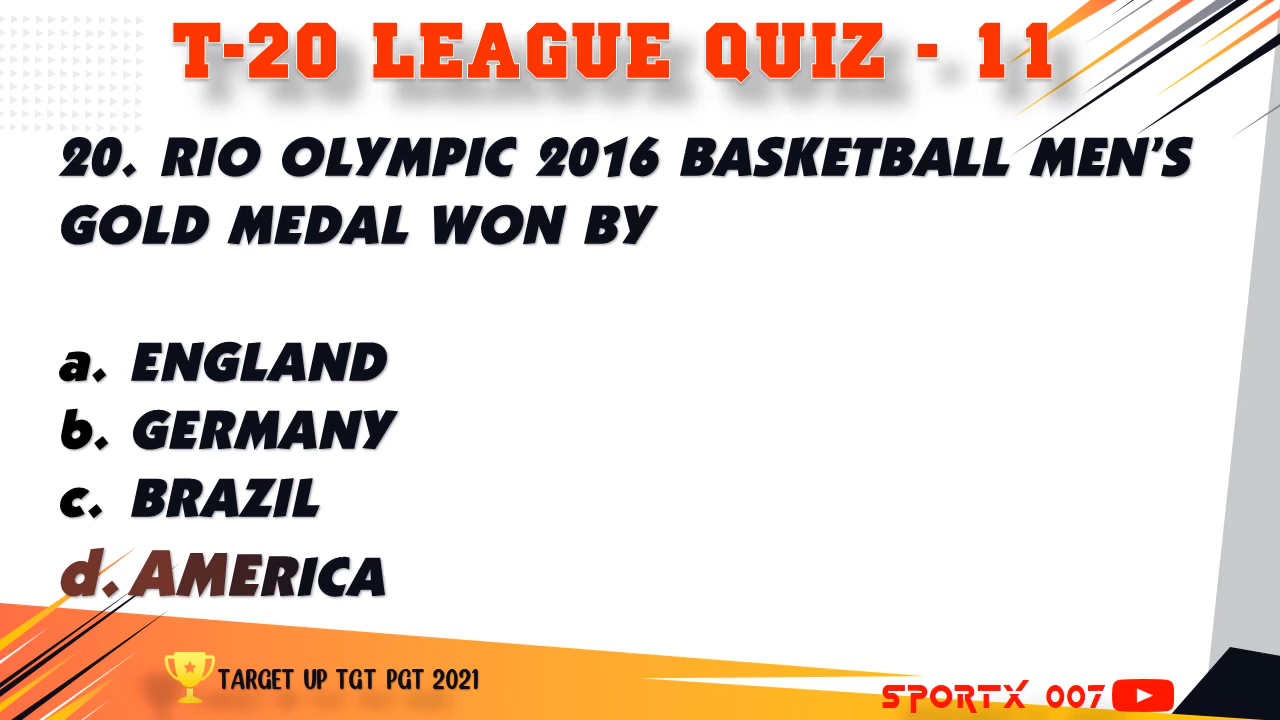 T-20 LEAGUE QUIZ - 11
20. RIO OLYMPIC 2016 BASKETBALL MEN'S
GOLD MEDAL WON BY
a. ENGLAND
b. GERMANY
c. BRAZIL
d. AMERICA
TARGET UP TGT PGT 2021
SPORTX 007